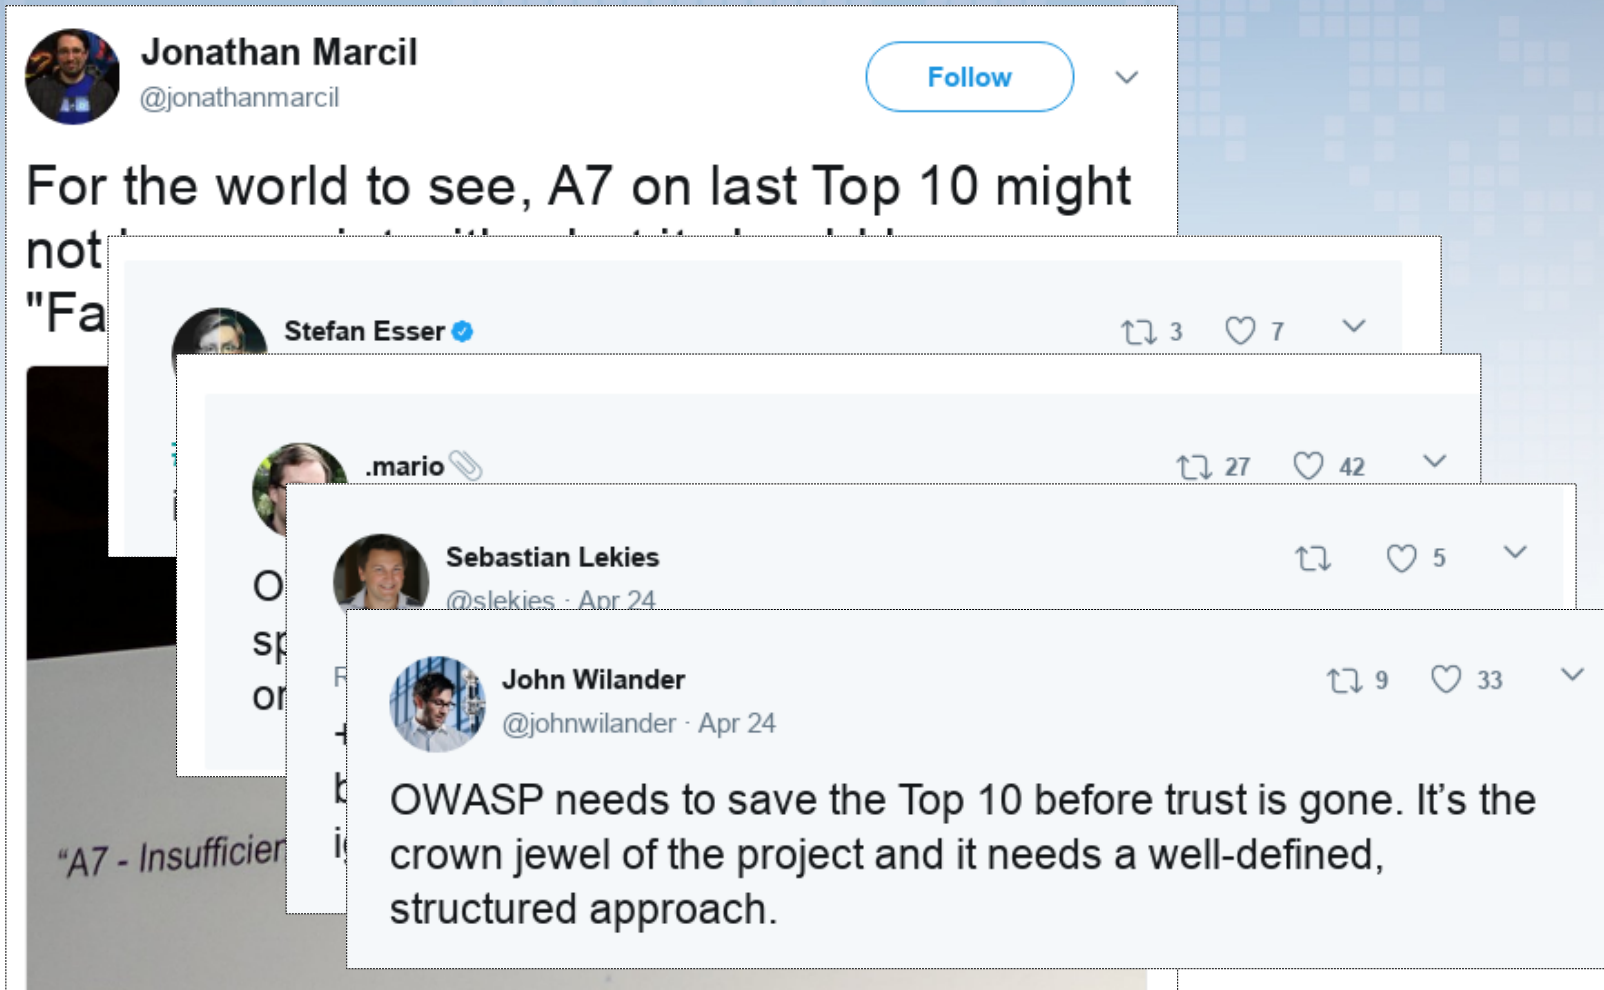 Jonathan Marcil
@jonathanmarcil
Follow
For the world to see, A7 on last Top 10 might
not
"Fa
Stefan Esser
3 7
.mario
27 42
O
sp
or
Sebastian Lekies
5
@slekies · Apr 24
John Wilander
9 33
@johnwilander · Apr 24
OWASP needs to save the Top 10 before trust is gone. It’s the
crown jewel of the project and it needs a well-defined,
structured approach.
“A7 - Insufficien